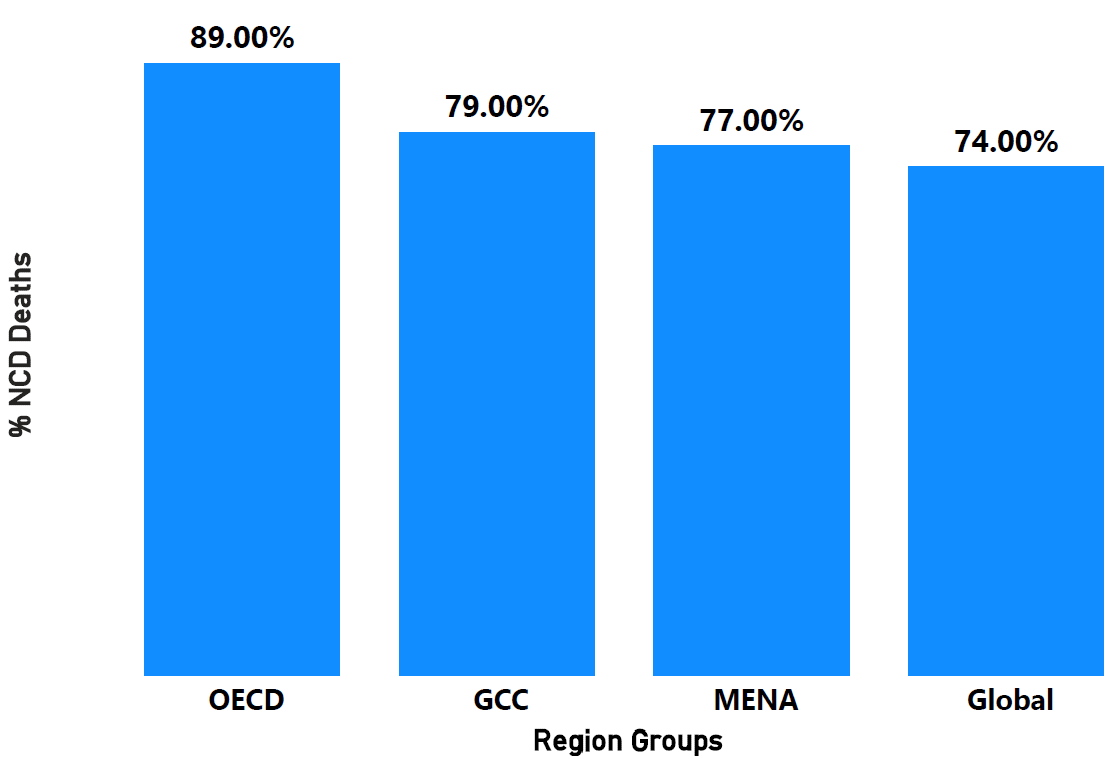 89.00%
79.00%
77.00%
74.00%
% NCD Deaths
OECD
GCC
MENA
Global
Region Groups